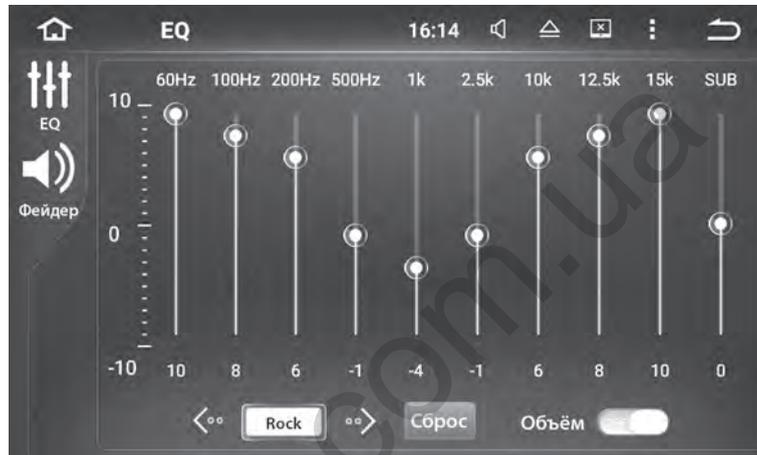 EQ 16:14
60Hz 100Hz 200Hz 500Hz 1k 2.5k 10k 12.5k 15k SUB
10
EQ
Фейдер
0
-10 10 8 6 -1 -4 -1 6 8 10 0
Rock Сброс Объём
com.ua